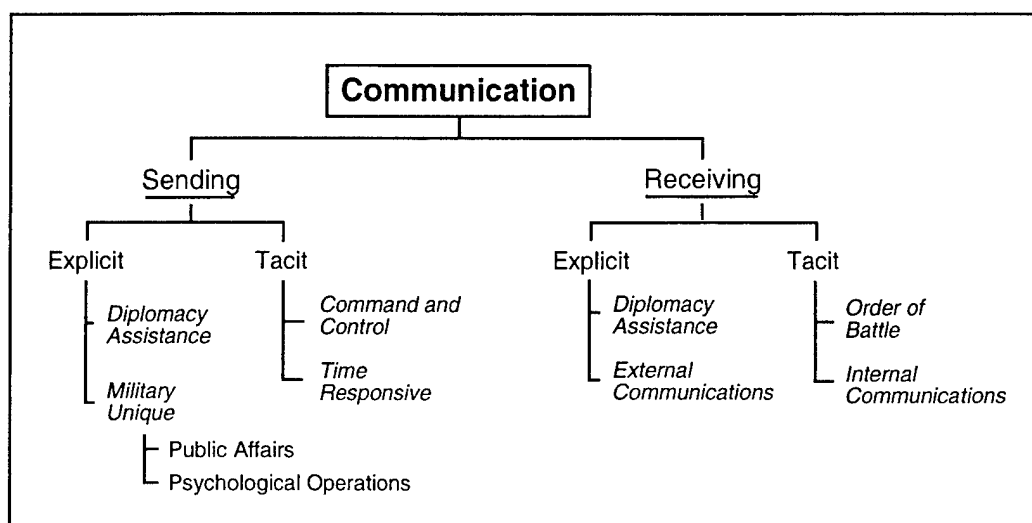 Communication
Sending
Receiving
Explicit
Tacit
Explicit
Tacit
Diplomacy
Assistance
Military
Unique
Public Affairs
Psychological Operations
Command and
Control
Time
Responsive
Diplomacy
Assistance
External
Communications
Order of
Battle
Internal
Communications